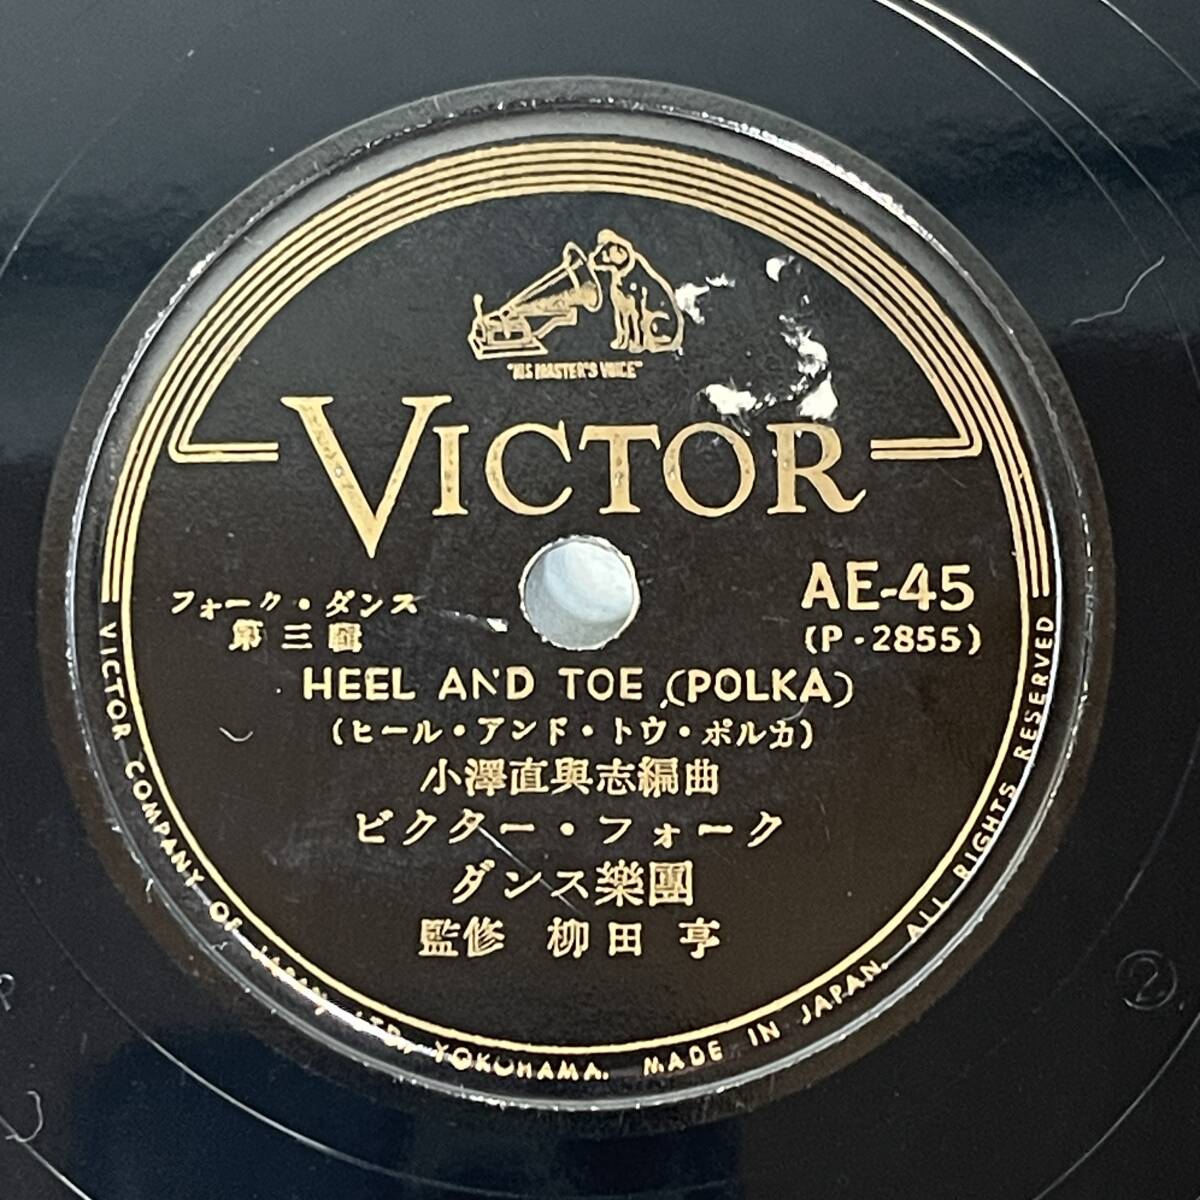 "HIS MASTER'S VOICE"
VICTOR
AE-45
(P-2855)
フォーク・ダンス
第三輯
HEEL AND TOE (POLKA)
(ヒール・アンド・トウ・ポルカ)
小澤直與志編曲
ビクター・フォーク
ダンス樂團
監修 柳田亨
VICTOR COMPANY OF JAPAN, LTD., YOKOHAMA. MADE IN JAPAN. ALL RIGHTS RESERVED
②.